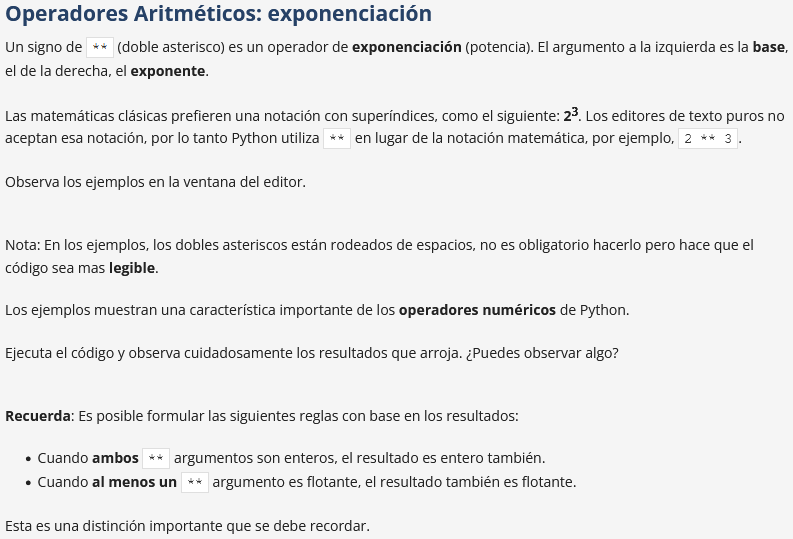 Operadores Aritméticos: exponenciación
Un signo de ** (doble asterisco) es un operador de exponenciación (potencia). El argumento a la izquierda es la base,
el de la derecha, el exponente.
Las matemáticas clásicas prefieren una notación con superíndices, como el siguiente: 2³. Los editores de texto puros no
aceptan esa notación, por lo tanto Python utiliza ** en lugar de la notación matemática, por ejemplo, 2 ** 3.
Observa los ejemplos en la ventana del editor.
Nota: En los ejemplos, los dobles asteriscos están rodeados de espacios, no es obligatorio hacerlo pero hace que el
código sea mas legible.
Los ejemplos muestran una característica importante de los operadores numéricos de Python.
Ejecuta el código y observa cuidadosamente los resultados que arroja. ¿Puedes observar algo?
Recuerda: Es posible formular las siguientes reglas con base en los resultados:
• Cuando ambos ** argumentos son enteros, el resultado es entero también.
• Cuando al menos un ** argumento es flotante, el resultado también es flotante.
Esta es una distinción importante que se debe recordar.